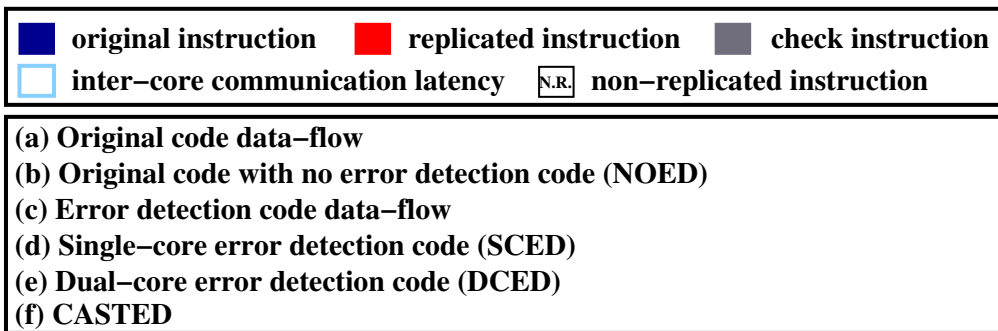 original instruction replicated instruction check instruction
inter−core communication latency N.R. non−replicated instruction
(a) Original code data−flow
(b) Original code with no error detection code (NOED)
(c) Error detection code data−flow
(d) Single−core error detection code (SCED)
(e) Dual−core error detection code (DCED)
(f) CASTED